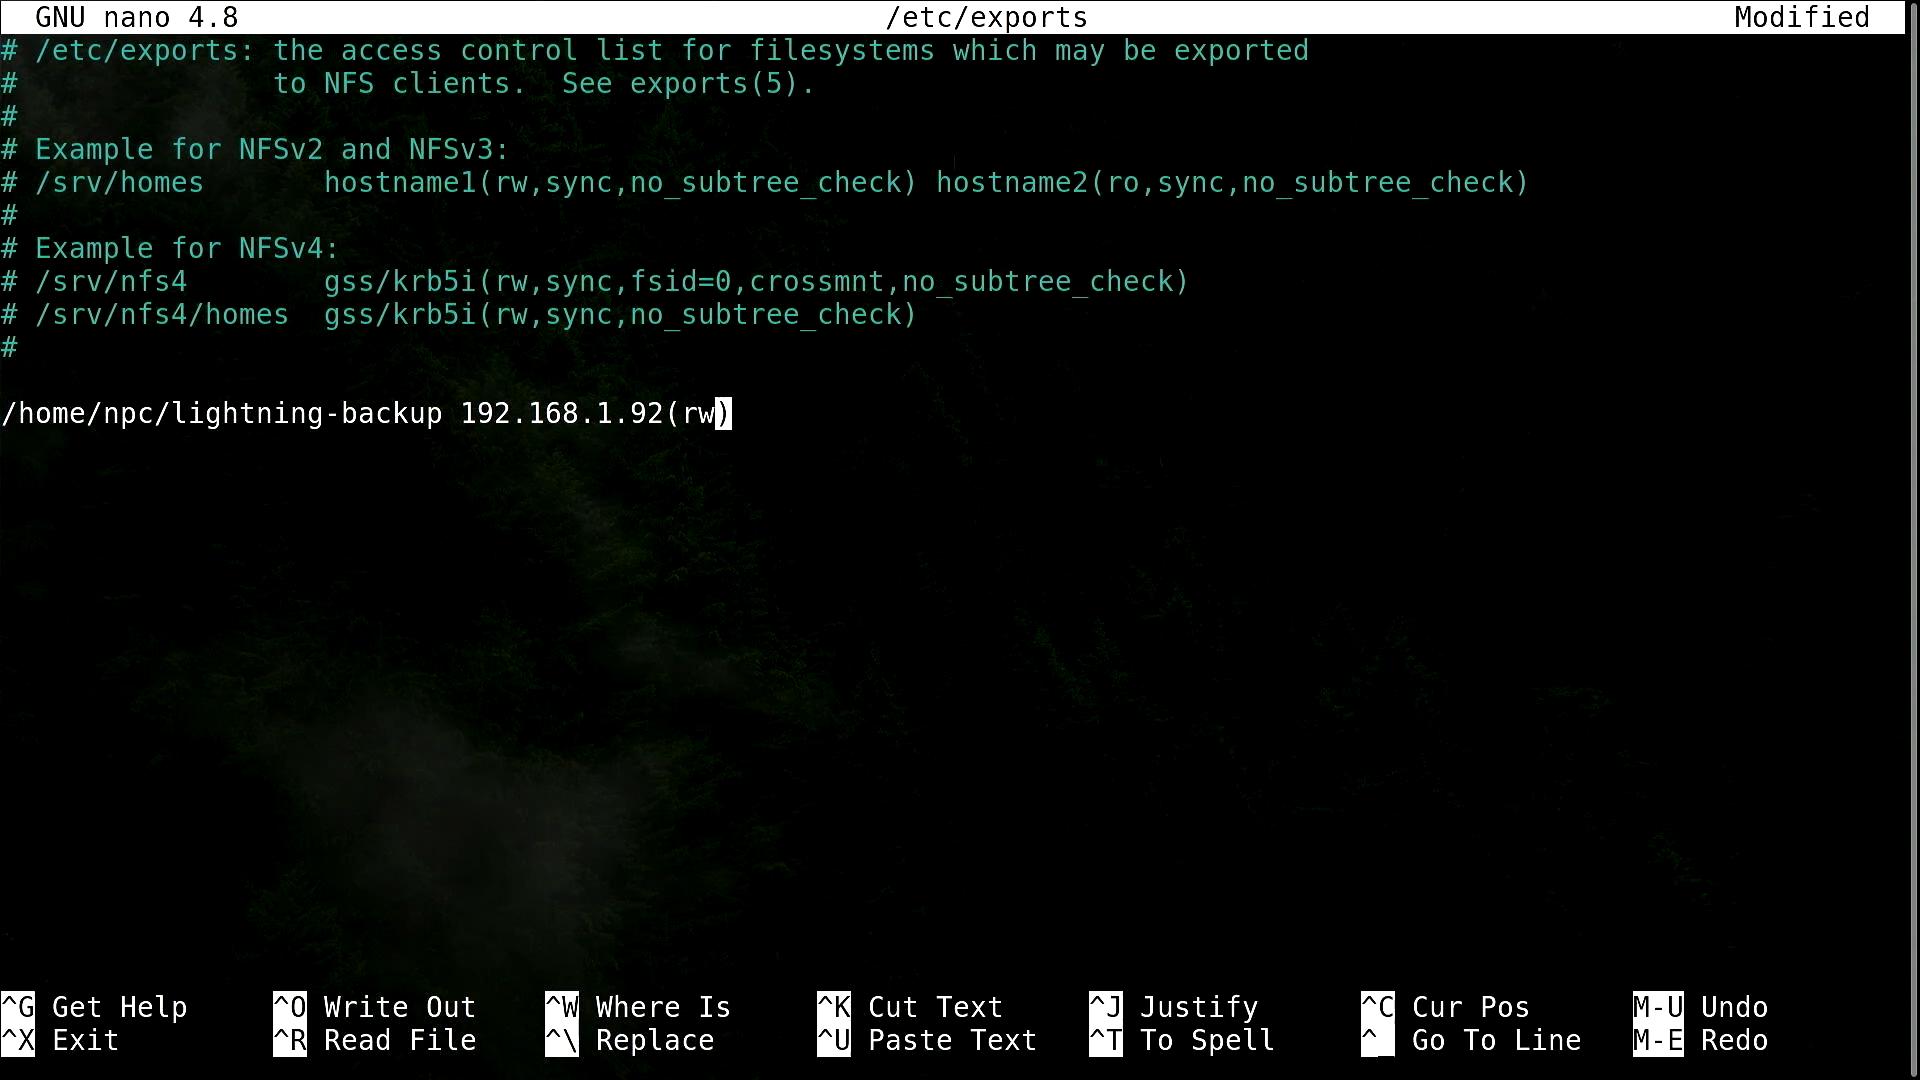 GNU nano 4.8 /etc/exports Modified
# /etc/exports: the access control list for filesystems which may be exported
#               to NFS clients.  See exports(5).
#
# Example for NFSv2 and NFSv3:
# /srv/homes       hostname1(rw,sync,no_subtree_check) hostname2(ro,sync,no_subtree_check)
#
# Example for NFSv4:
# /srv/nfs4        gss/krb5i(rw,sync,fsid=0,crossmnt,no_subtree_check)
# /srv/nfs4/homes  gss/krb5i(rw,sync,no_subtree_check)
#
/home/npc/lightning-backup 192.168.1.92(rw)
^G Get Help ^O Write Out ^W Where Is ^K Cut Text ^J Justify ^C Cur Pos M-U Undo
^X Exit ^R Read File ^\ Replace ^U Paste Text ^T To Spell ^_ Go To Line M-E Redo